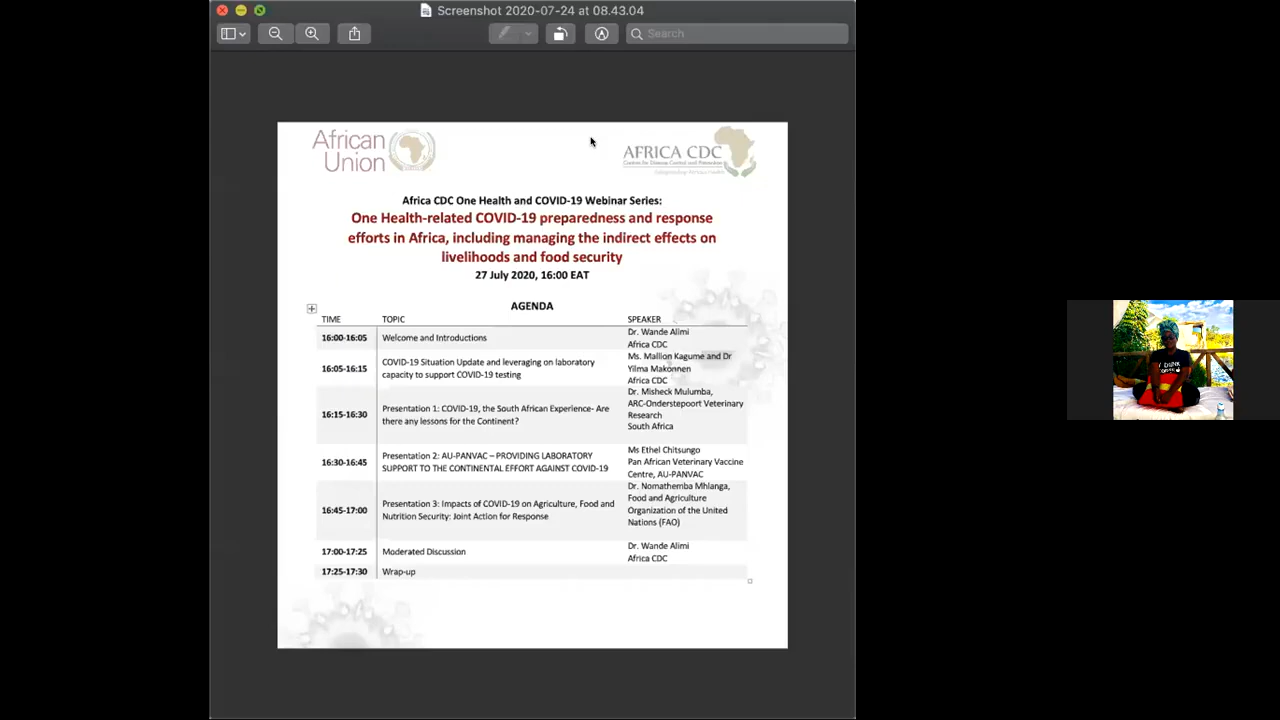 Screenshot 2020-07-24 at 08.43.04
Search
African
Union
AFRICA CDC
Centres for Disease Control and Prevention
Safeguarding Africa's Health
Africa CDC One Health and COVID-19 Webinar Series:
One Health-related COVID-19 preparedness and response
efforts in Africa, including managing the indirect effects on
livelihoods and food security
27 July 2020, 16:00 EAT
AGENDA
TIME TOPIC SPEAKER
16:00-16:05 Welcome and Introductions Dr. Wande Alimi
Africa CDC
16:05-16:15 COVID-19 Situation Update and leveraging on laboratory
capacity to support COVID-19 testing
Ms. Mallion Kagume and Dr
Yilma Makonnen
Africa CDC
16:15-16:30 Presentation 1: COVID-19, the South African Experience- Are
there any lessons for the Continent?
Dr. Misheck Mulumba,
ARC-Onderstepoort Veterinary
Research
South Africa
16:30-16:45 Presentation 2: AU-PANVAC – PROVIDING LABORATORY
SUPPORT TO THE CONTINENTAL EFFORT AGAINST COVID-19
Ms Ethel Chitsungo
Pan African Veterinary Vaccine
Centre, AU-PANVAC
16:45-17:00 Presentation 3: Impacts of COVID-19 on Agriculture, Food and
Nutrition Security: Joint Action for Response
Dr. Nomathemba Mhlanga,
Food and Agriculture
Organization of the United
Nations (FAO)
17:00-17:25 Moderated Discussion Dr. Wande Alimi
Africa CDC
17:25-17:30 Wrap-up